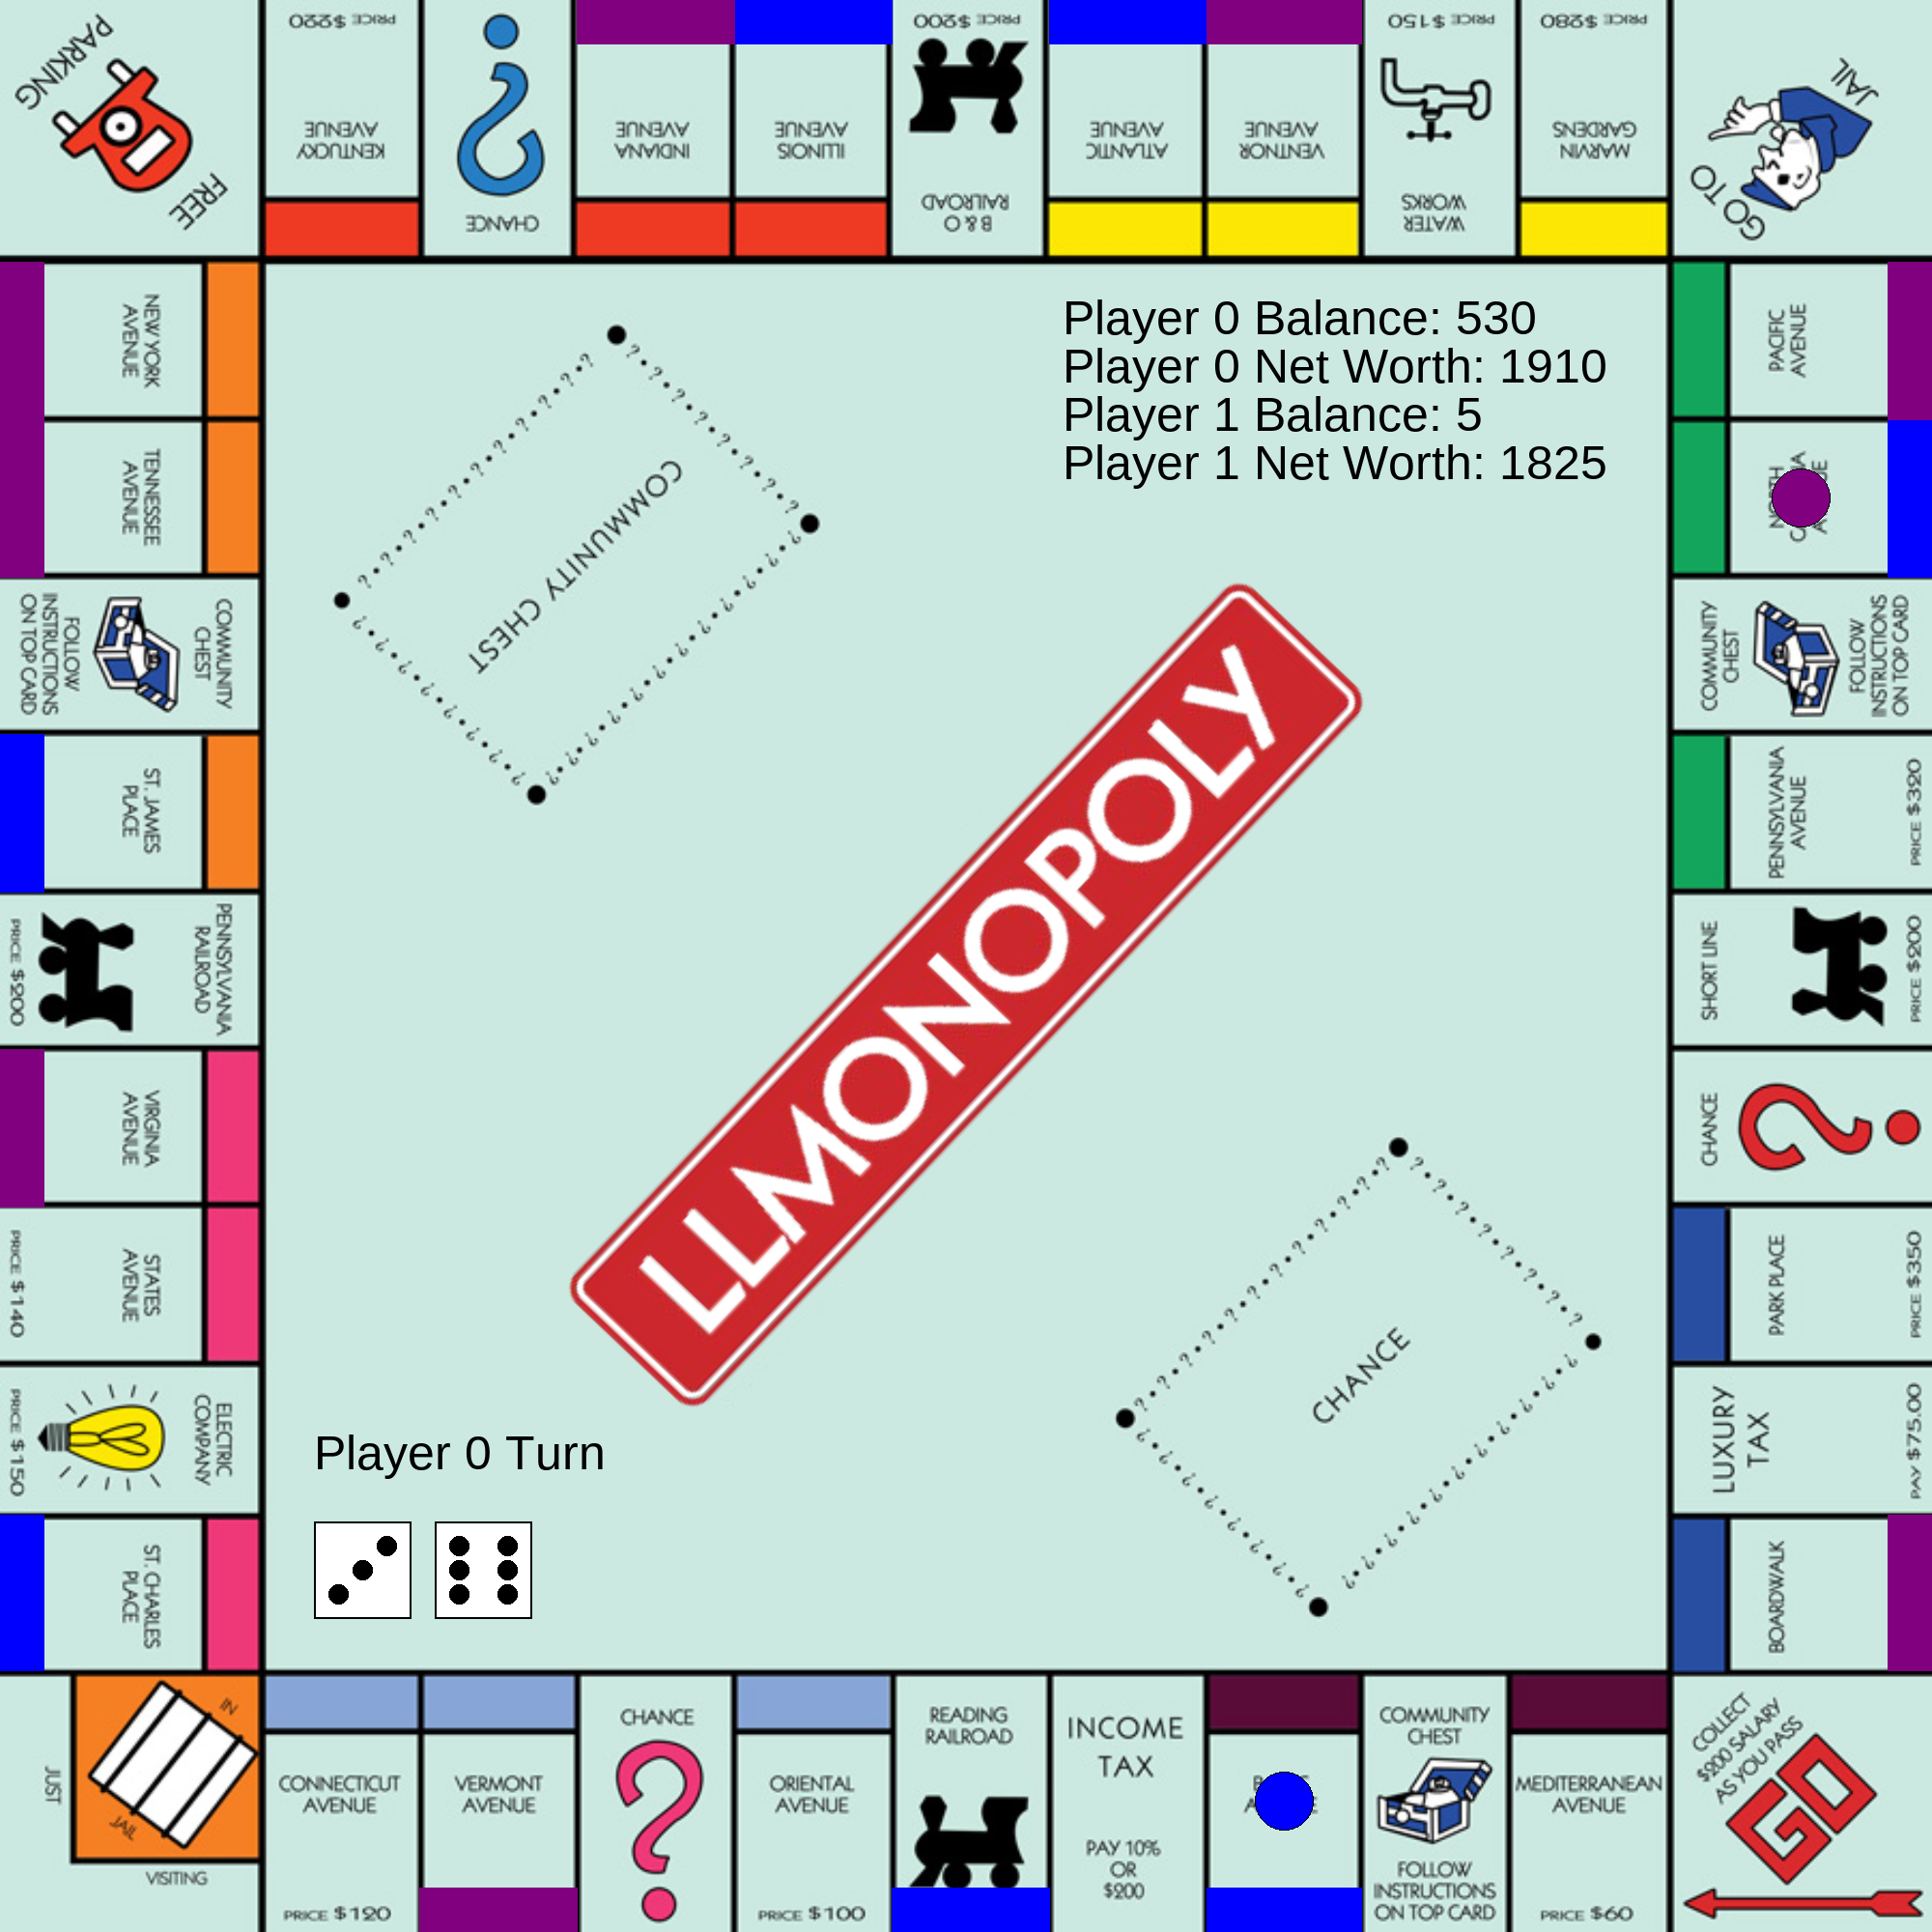 FREE
PARKING
PRICE $220
KENTUCKY
AVENUE
CHANCE
INDIANA
AVENUE
ILLINOIS
AVENUE
PRICE $200
B & O
RAILROAD
ATLANTIC
AVENUE
VENTNOR
AVENUE
PRICE $150
WATER
WORKS
PRICE $280
MARVIN
GARDENS
GO TO
JAIL
NEW YORK
AVENUE
TENNESSEE
AVENUE
COMMUNITY
CHEST
FOLLOW
INSTRUCTIONS
ON TOP CARD
ST. JAMES
PLACE
PENNSYLVANIA
RAILROAD
PRICE $200
VIRGINIA
AVENUE
STATES
AVENUE
PRICE $140
ELECTRIC
COMPANY
PRICE $150
ST. CHARLES
PLACE
Player 0 Balance: 530
Player 0 Net Worth: 1910
Player 1 Balance: 5
Player 1 Net Worth: 1825
COMMUNITY CHEST
LLMONOPOLY
CHANCE
Player 0 Turn
PACIFIC
AVENUE
COMMUNITY
CHEST
FOLLOW
INSTRUCTIONS
ON TOP CARD
PENNSYLVANIA
AVENUE
PRICE $320
SHORT LINE
PRICE $200
CHANCE
PARK PLACE
PRICE $350
LUXURY
TAX
PAY $75.00
BOARDWALK
JUST
VISITING
IN
JAIL
CONNECTICUT
AVENUE
PRICE $120
VERMONT
AVENUE
CHANCE
ORIENTAL
AVENUE
PRICE $100
READING
RAILROAD
INCOME
TAX
PAY 10%
OR
$200
COMMUNITY
CHEST
FOLLOW
INSTRUCTIONS
ON TOP CARD
MEDITERRANEAN
AVENUE
PRICE $60
COLLECT
$200 SALARY
AS YOU PASS
GO